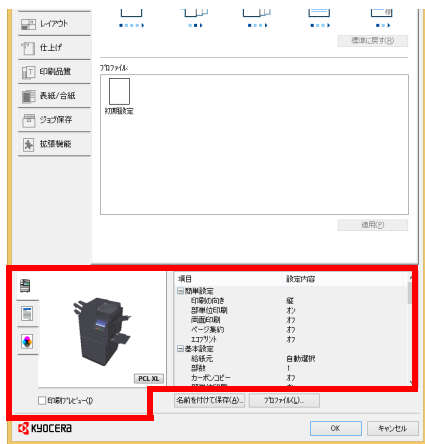 レイアウト
標準に戻す(R)
仕上げ
印刷品質
プロファイル:
表紙/合紙
初期設定
ジョブ保存
拡張機能
適用(P)
項目 設定内容
簡単設定
印刷の向き 縦
部単位印刷 オン
両面印刷 オフ
ページ集約 オフ
エコプリント オフ
基本設定
給紙元 自動選択
部数 1
カーボンコピー オフ
PCL XL
印刷プレビュー(I)
名前を付けて保存(A)... プロファイル(L)...
KYOCERA
OK キャンセル